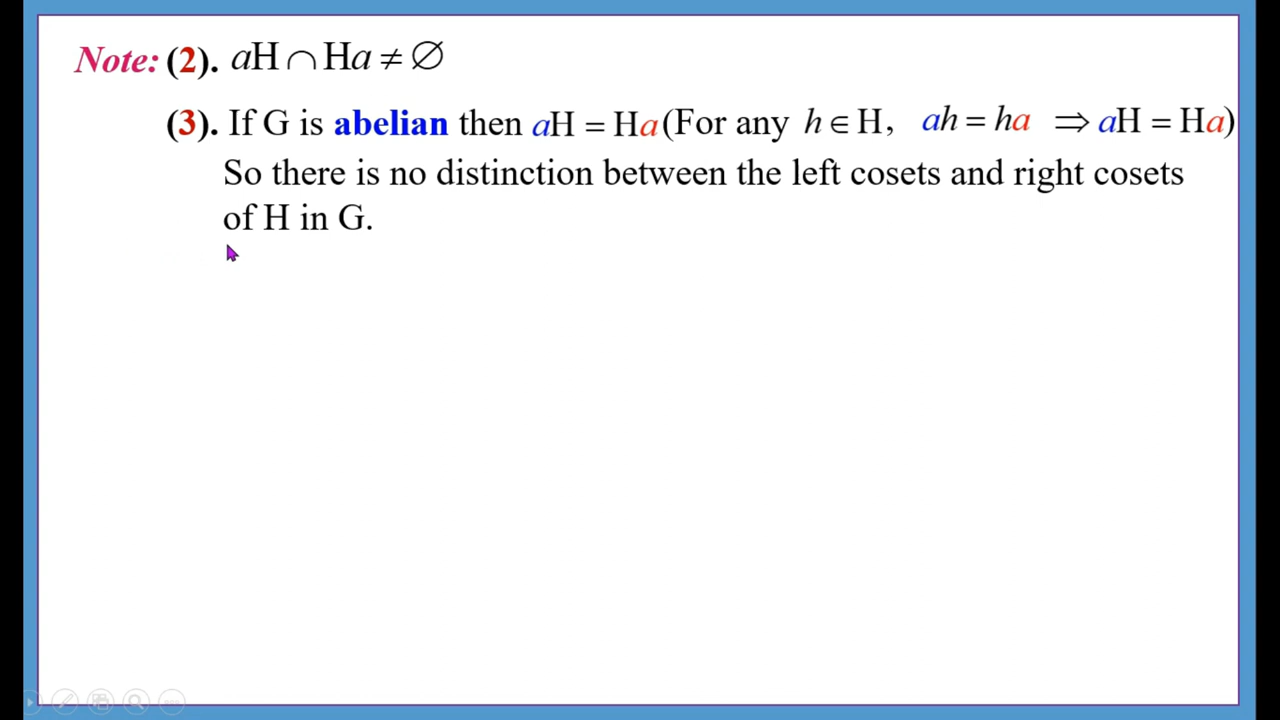 Note: (2). aH ∩ Ha ≠ ∅
(3). If G is abelian then aH = Ha (For any h ∈ H, ah = ha ⇒ aH = Ha)
So there is no distinction between the left cosets and right cosets
of H in G.